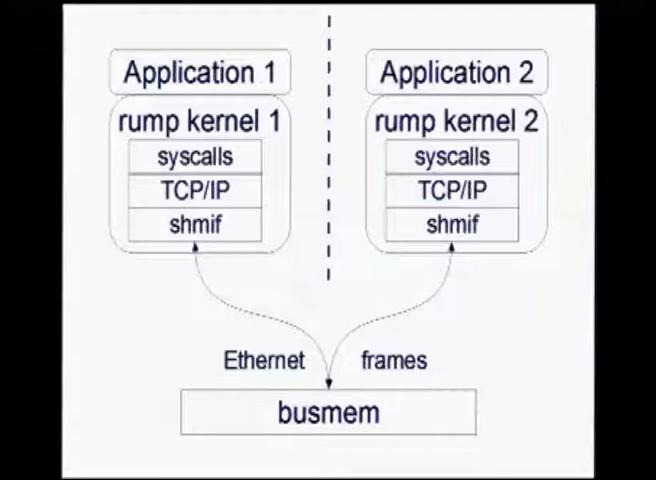 Application 1
Application 2
rump kernel 1
rump kernel 2
syscalls
syscalls
TCP/IP
TCP/IP
shmif
shmif
Ethernet frames
busmem